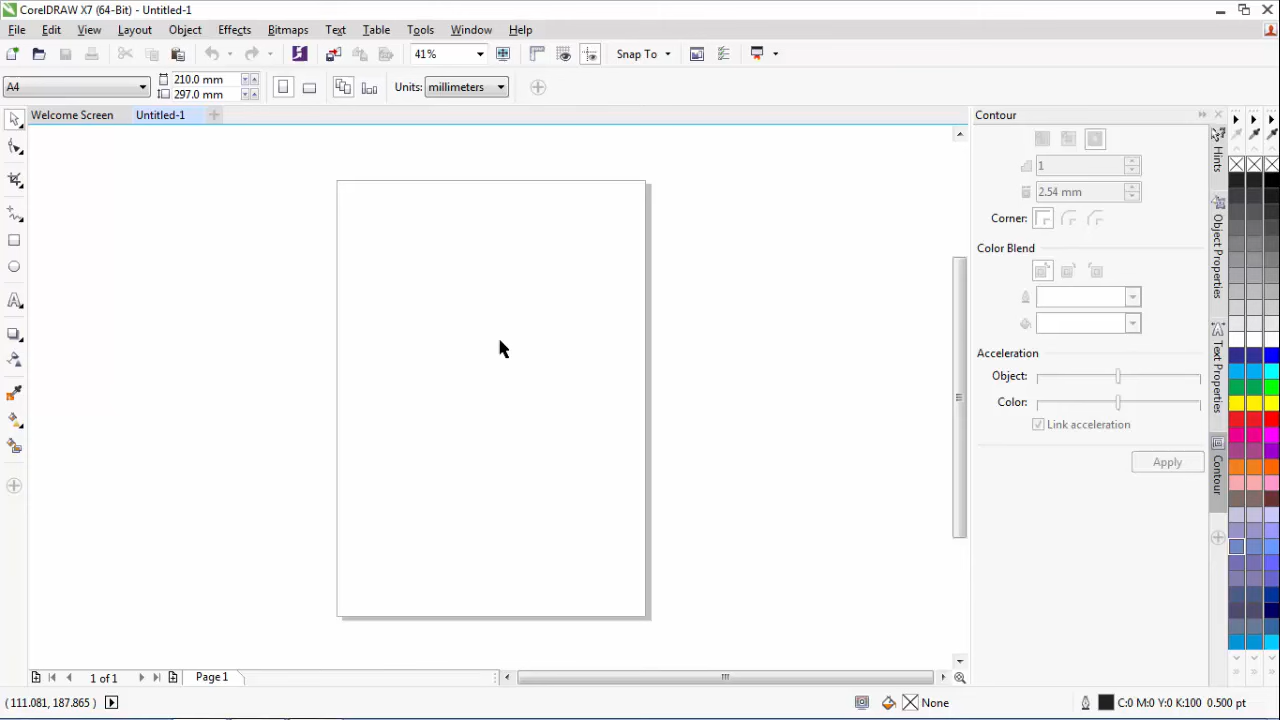 CorelDRAW X7 (64-Bit) - Untitled-1
File Edit View Layout Object Effects Bitmaps Text Table Tools Window Help
41% Snap To
A4 210.0 mm 297.0 mm Units: millimeters
Welcome Screen Untitled-1
Contour
1
2.54 mm
Corner:
Color Blend
Acceleration
Object:
Color:
Link acceleration
Apply
Hints
Object Properties
Text Properties
Contour
1 of 1 Page 1
(111.081, 187.865 ) None C:0 M:0 Y:0 K:100 0.500 pt